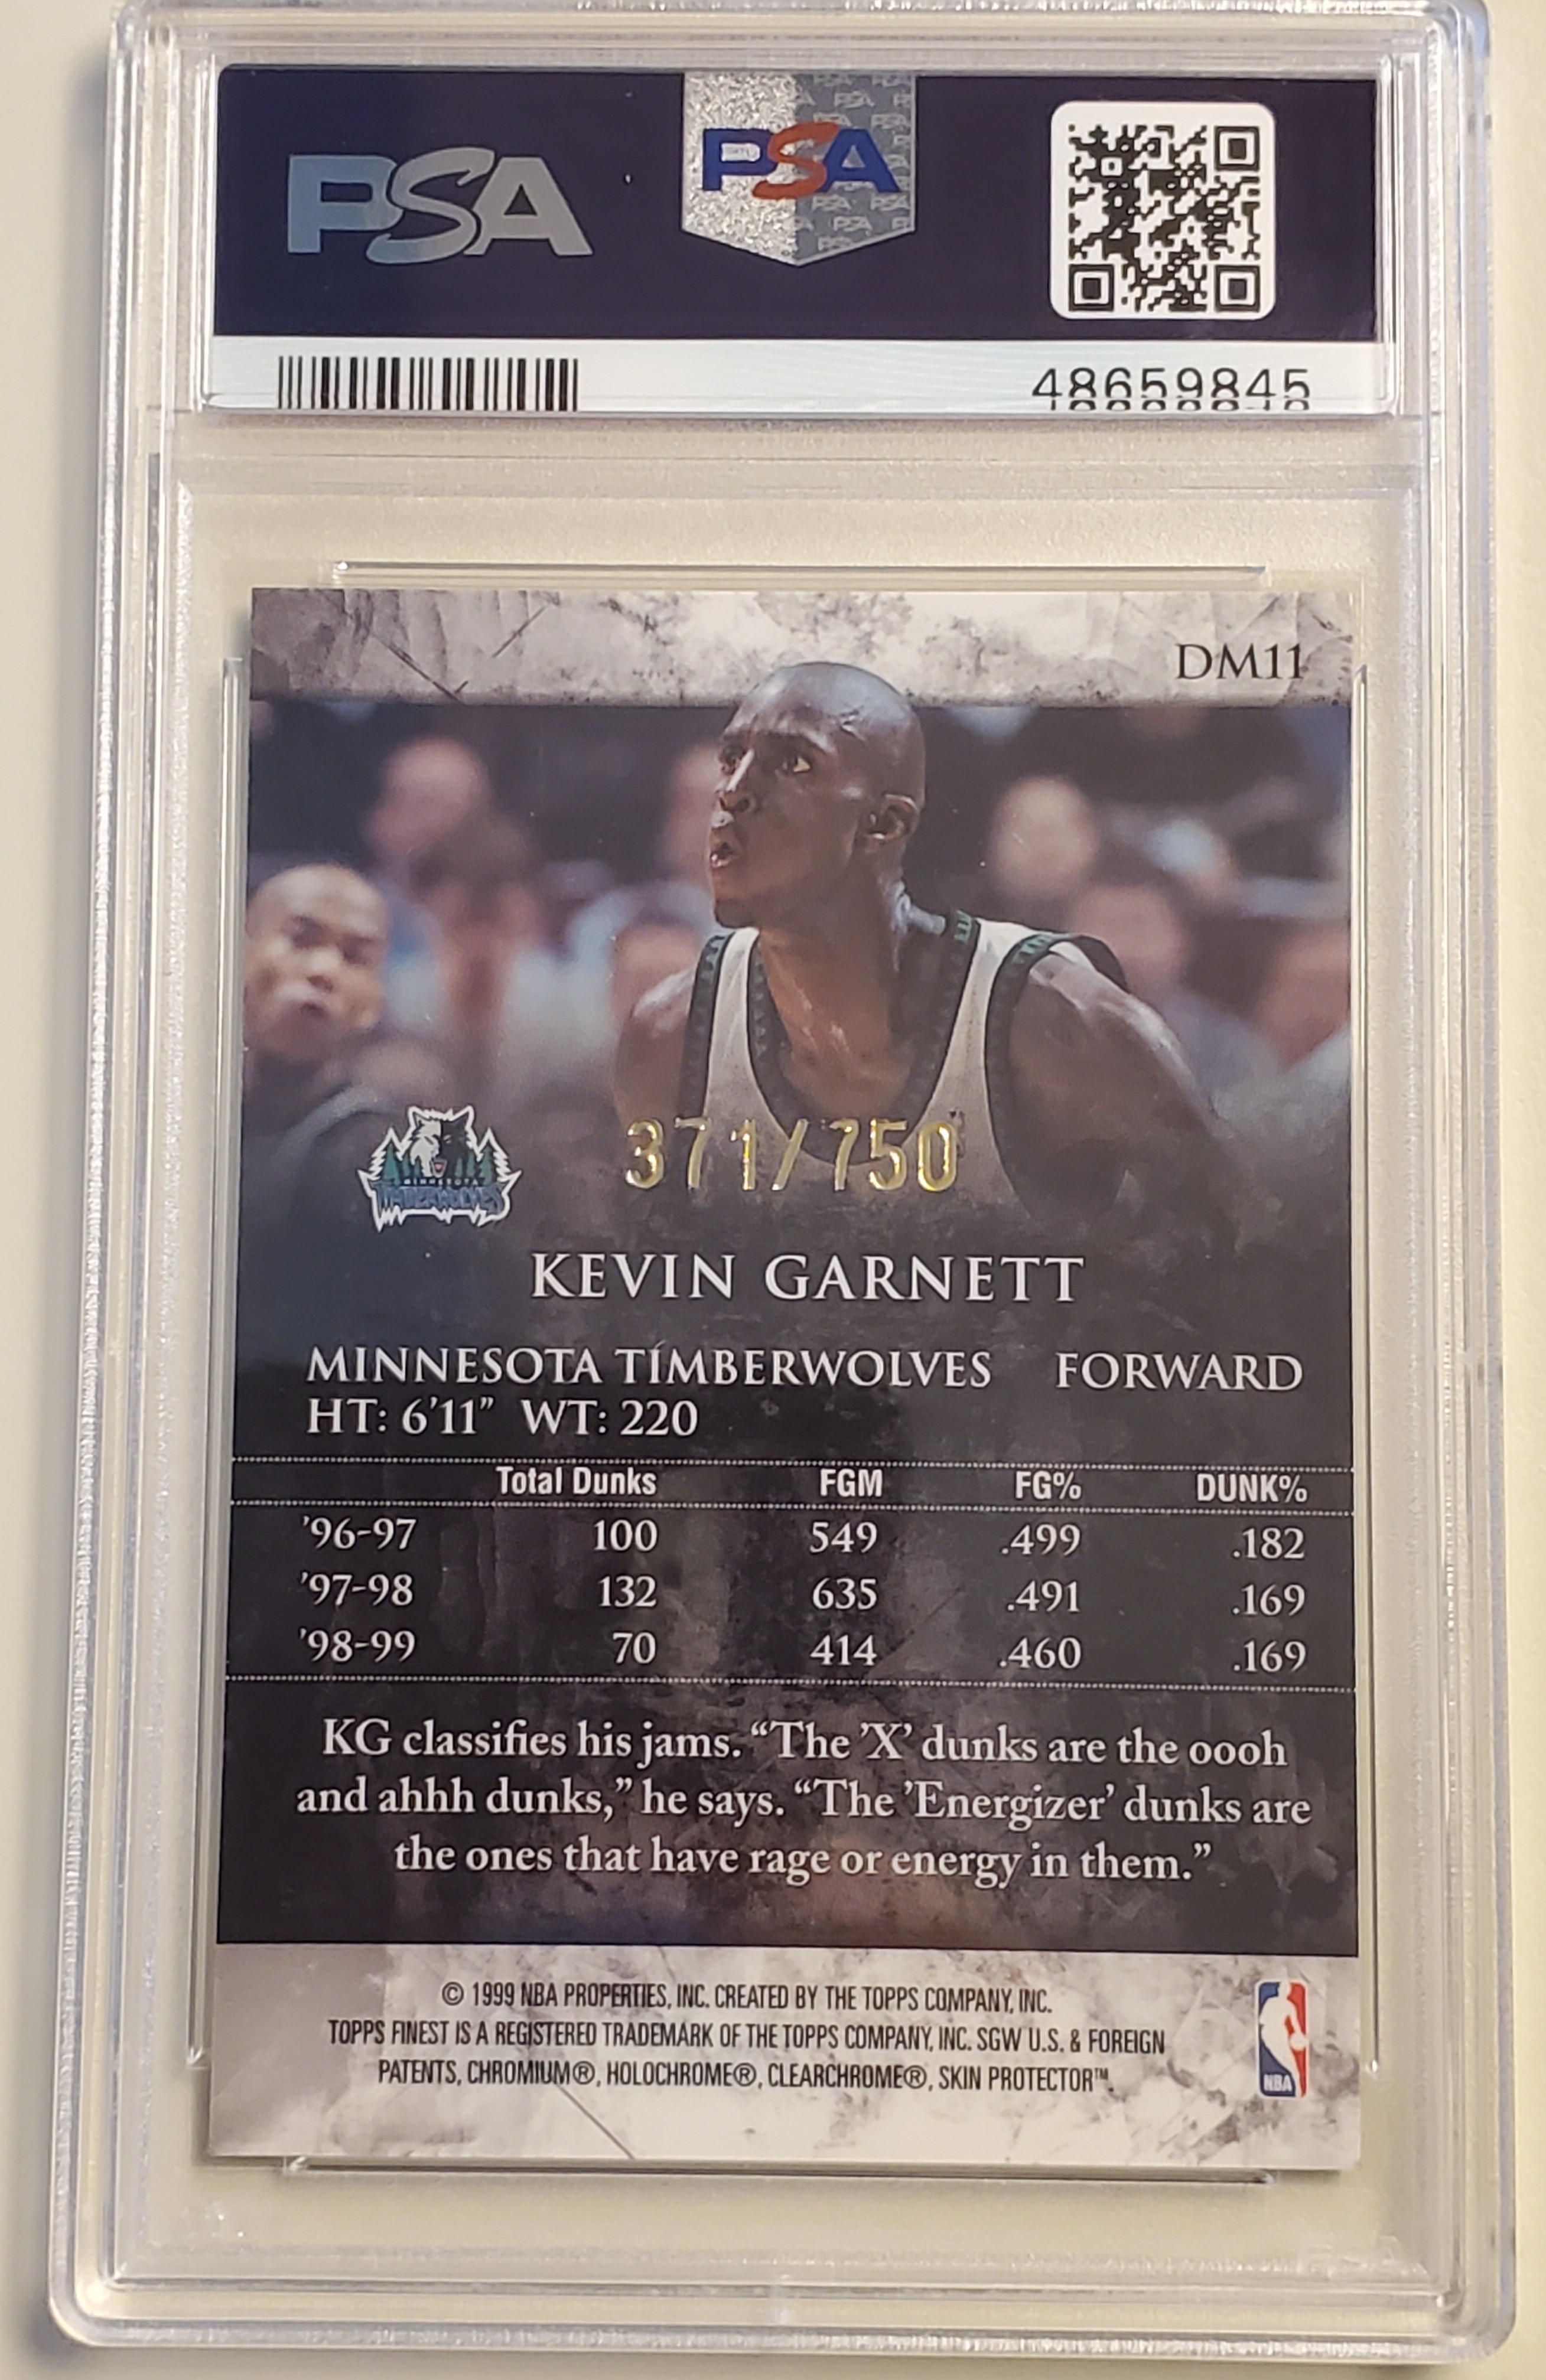 PSA
PSA
48659845
DM11
MINNESOTA
TIMBERWOLVES
371/750
KEVIN GARNETT
MINNESOTA TIMBERWOLVES FORWARD
HT: 6'11” WT: 220
Total Dunks FGM FG% DUNK%
’96-97 100 549 .499 .182
’97-98 132 635 .491 .169
’98-99 70 414 .460 .169
KG classifies his jams. “The ’X’ dunks are the oooh
and ahhh dunks,” he says. “The ’Energizer’ dunks are
the ones that have rage or energy in them.”
© 1999 NBA PROPERTIES, INC. CREATED BY THE TOPPS COMPANY, INC.
TOPPS FINEST IS A REGISTERED TRADEMARK OF THE TOPPS COMPANY, INC. SGW U.S. & FOREIGN
PATENTS, CHROMIUM®, HOLOCHROME®, CLEARCHROME®, SKIN PROTECTOR™.
NBA